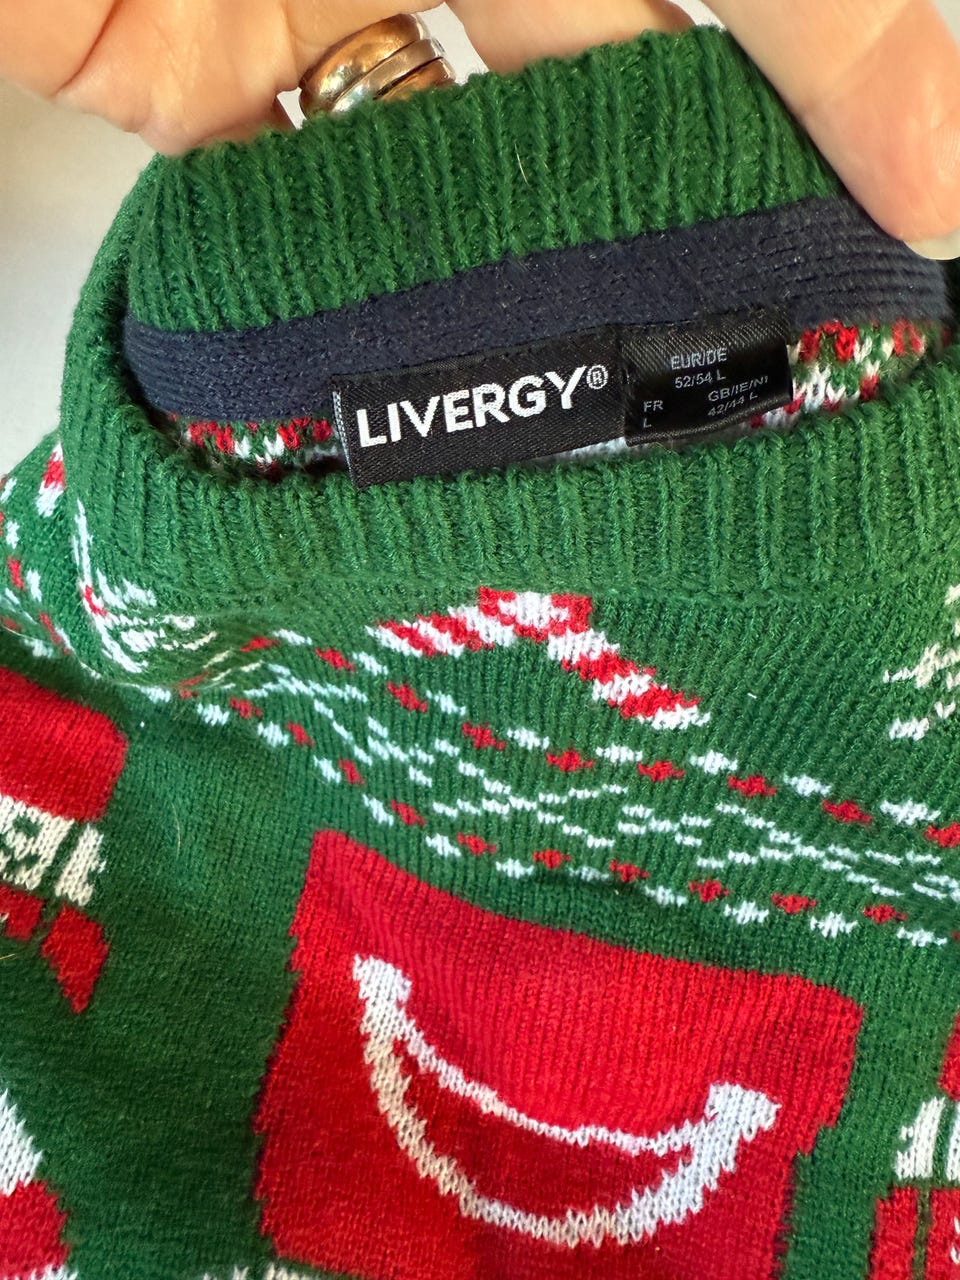 LIVERGY®
EUR/DE
52/54 L
FR GB/IE/NI
L 42/44 L